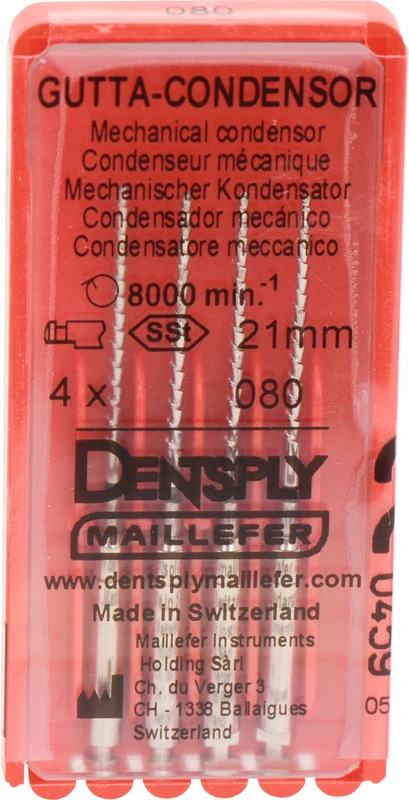 080
GUTTA-CONDENSOR
Mechanical condensor
Condenseur mécanique
Mechanischer Kondensator
Condensador mecánico
Condensatore meccanico
8000 min.-1
SSt 21mm
4 x 080
DENTSPLY
MAILLEFER
www.dentsplymaillefer.com
Made in Switzerland
Maillefer Instruments
Holding Sàrl
Ch. du Verger 3
CH - 1338 Ballaigues
Switzerland
0459
05